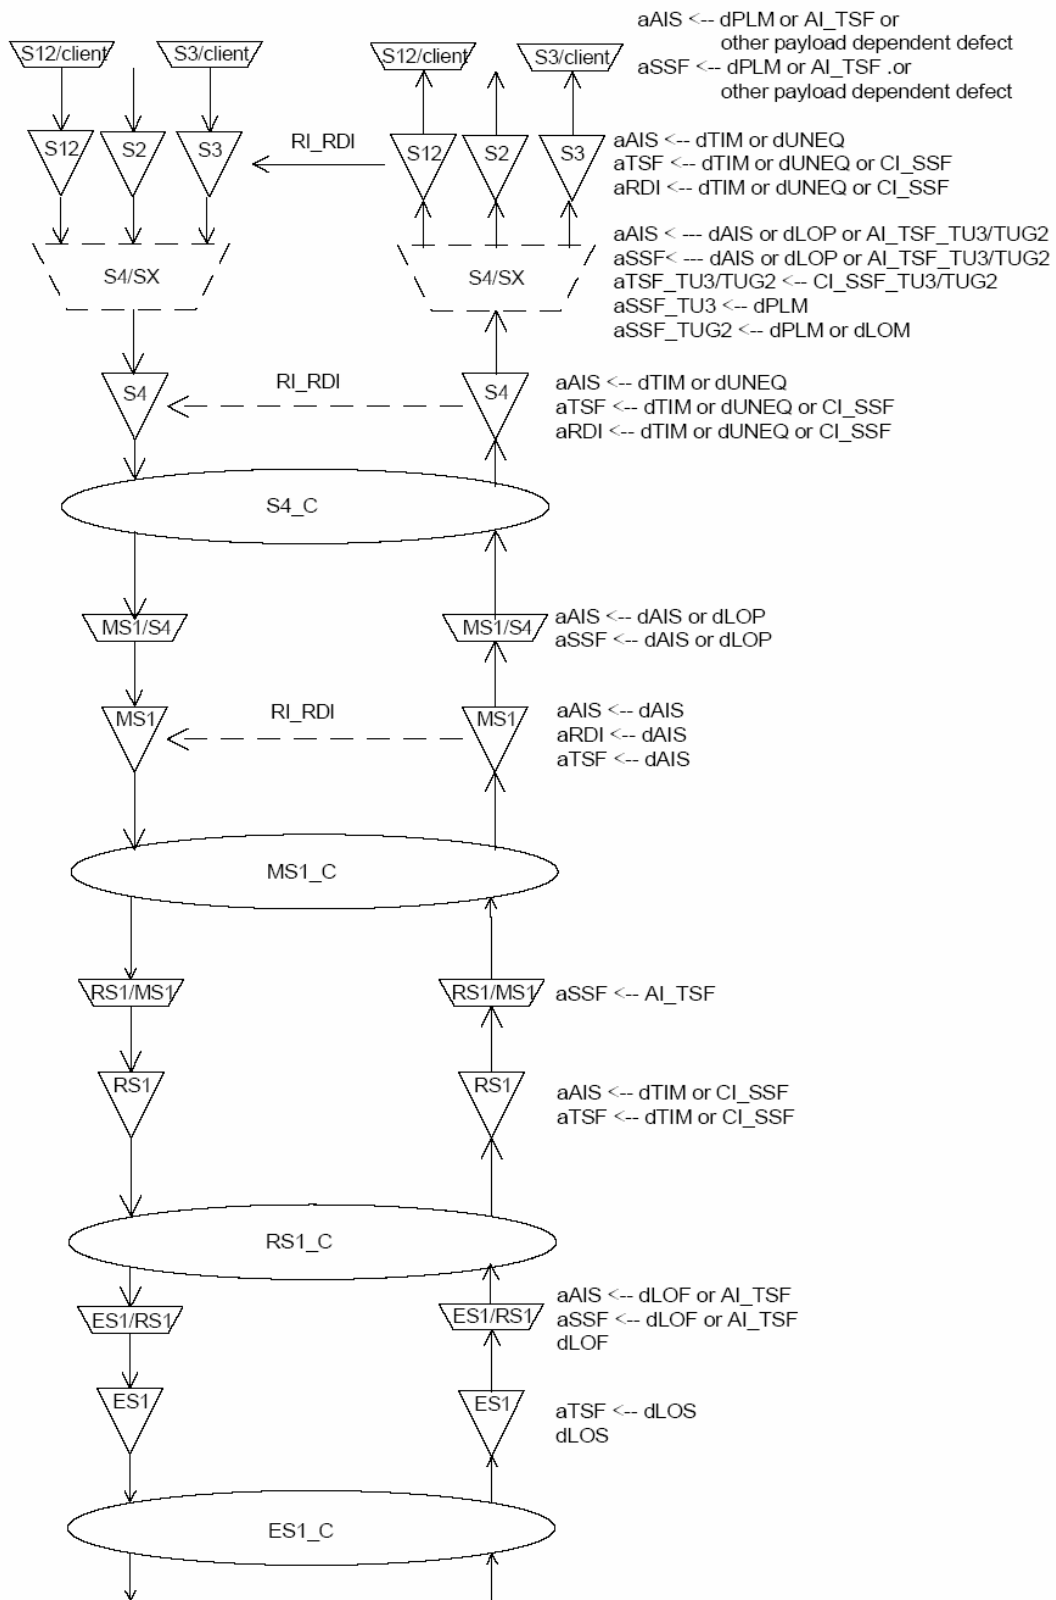 aAIS <-- dPLM or AI_TSF or
other payload dependent defect
aSSF <-- dPLM or AI_TSF .or
other payload dependent defect
S12/client
S3/client
S12/client
S3/client
S12
S2
S3
RI_RDI
S12
S2
S3
aAIS <-- dTIM or dUNEQ
aTSF <-- dTIM or dUNEQ or CI_SSF
aRDI <-- dTIM or dUNEQ or CI_SSF
S4/SX
S4/SX
aAIS <--- dAIS or dLOP or AI_TSF_TU3/TUG2
aSSF<--- dAIS or dLOP or AI_TSF_TU3/TUG2
aTSF_TU3/TUG2 <-- CI_SSF_TU3/TUG2
aSSF_TU3 <-- dPLM
aSSF_TUG2 <-- dPLM or dLOM
S4
RI_RDI
S4
aAIS <-- dTIM or dUNEQ
aTSF <-- dTIM or dUNEQ or CI_SSF
aRDI <-- dTIM or dUNEQ or CI_SSF
S4_C
MS1/S4
MS1/S4
aAIS <-- dAIS or dLOP
aSSF <-- dAIS or dLOP
MS1
RI_RDI
MS1
aAIS <-- dAIS
aRDI <-- dAIS
aTSF <-- dAIS
MS1_C
RS1/MS1
RS1/MS1
aSSF <-- AI_TSF
RS1
RS1
aAIS <-- dTIM or CI_SSF
aTSF <-- dTIM or CI_SSF
RS1_C
ES1/RS1
ES1/RS1
aAIS <-- dLOF or AI_TSF
aSSF <-- dLOF or AI_TSF
dLOF
ES1
ES1
aTSF <-- dLOS
dLOS
ES1_C